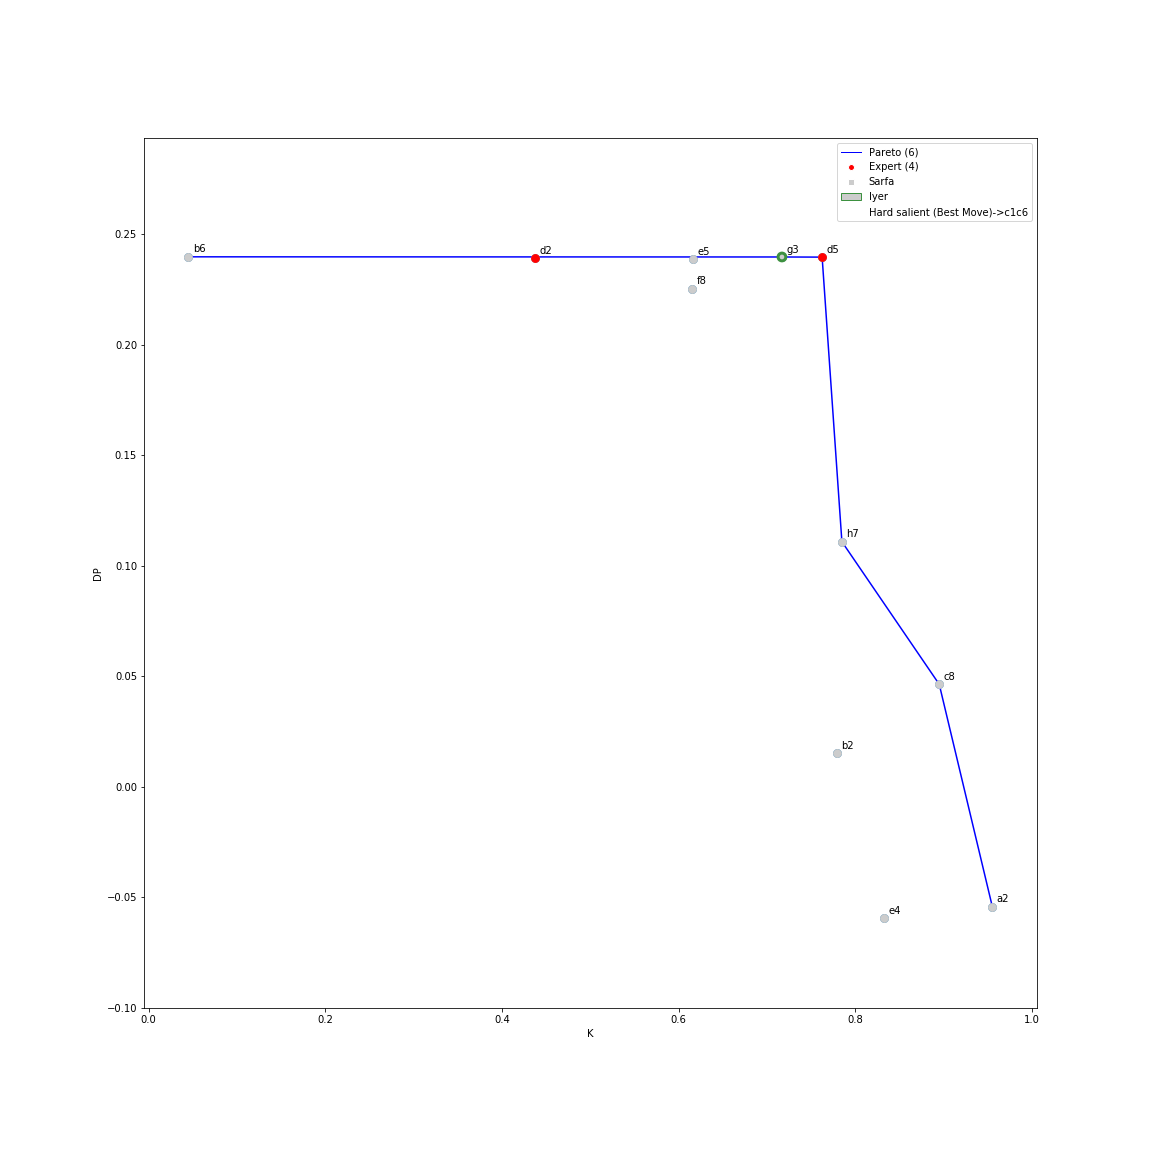 Pareto (6)
Expert (4)
Sarfa
Iyer
Hard salient (Best Move)->c1c6
0.25
b6
d2
e5
g3
d5
f8
0.20
0.15
h7
0.10
DP
c8
0.05
b2
0.00
a2
−0.05
e4
−0.10
0.0 0.2 0.4 0.6 0.8 1.0
K